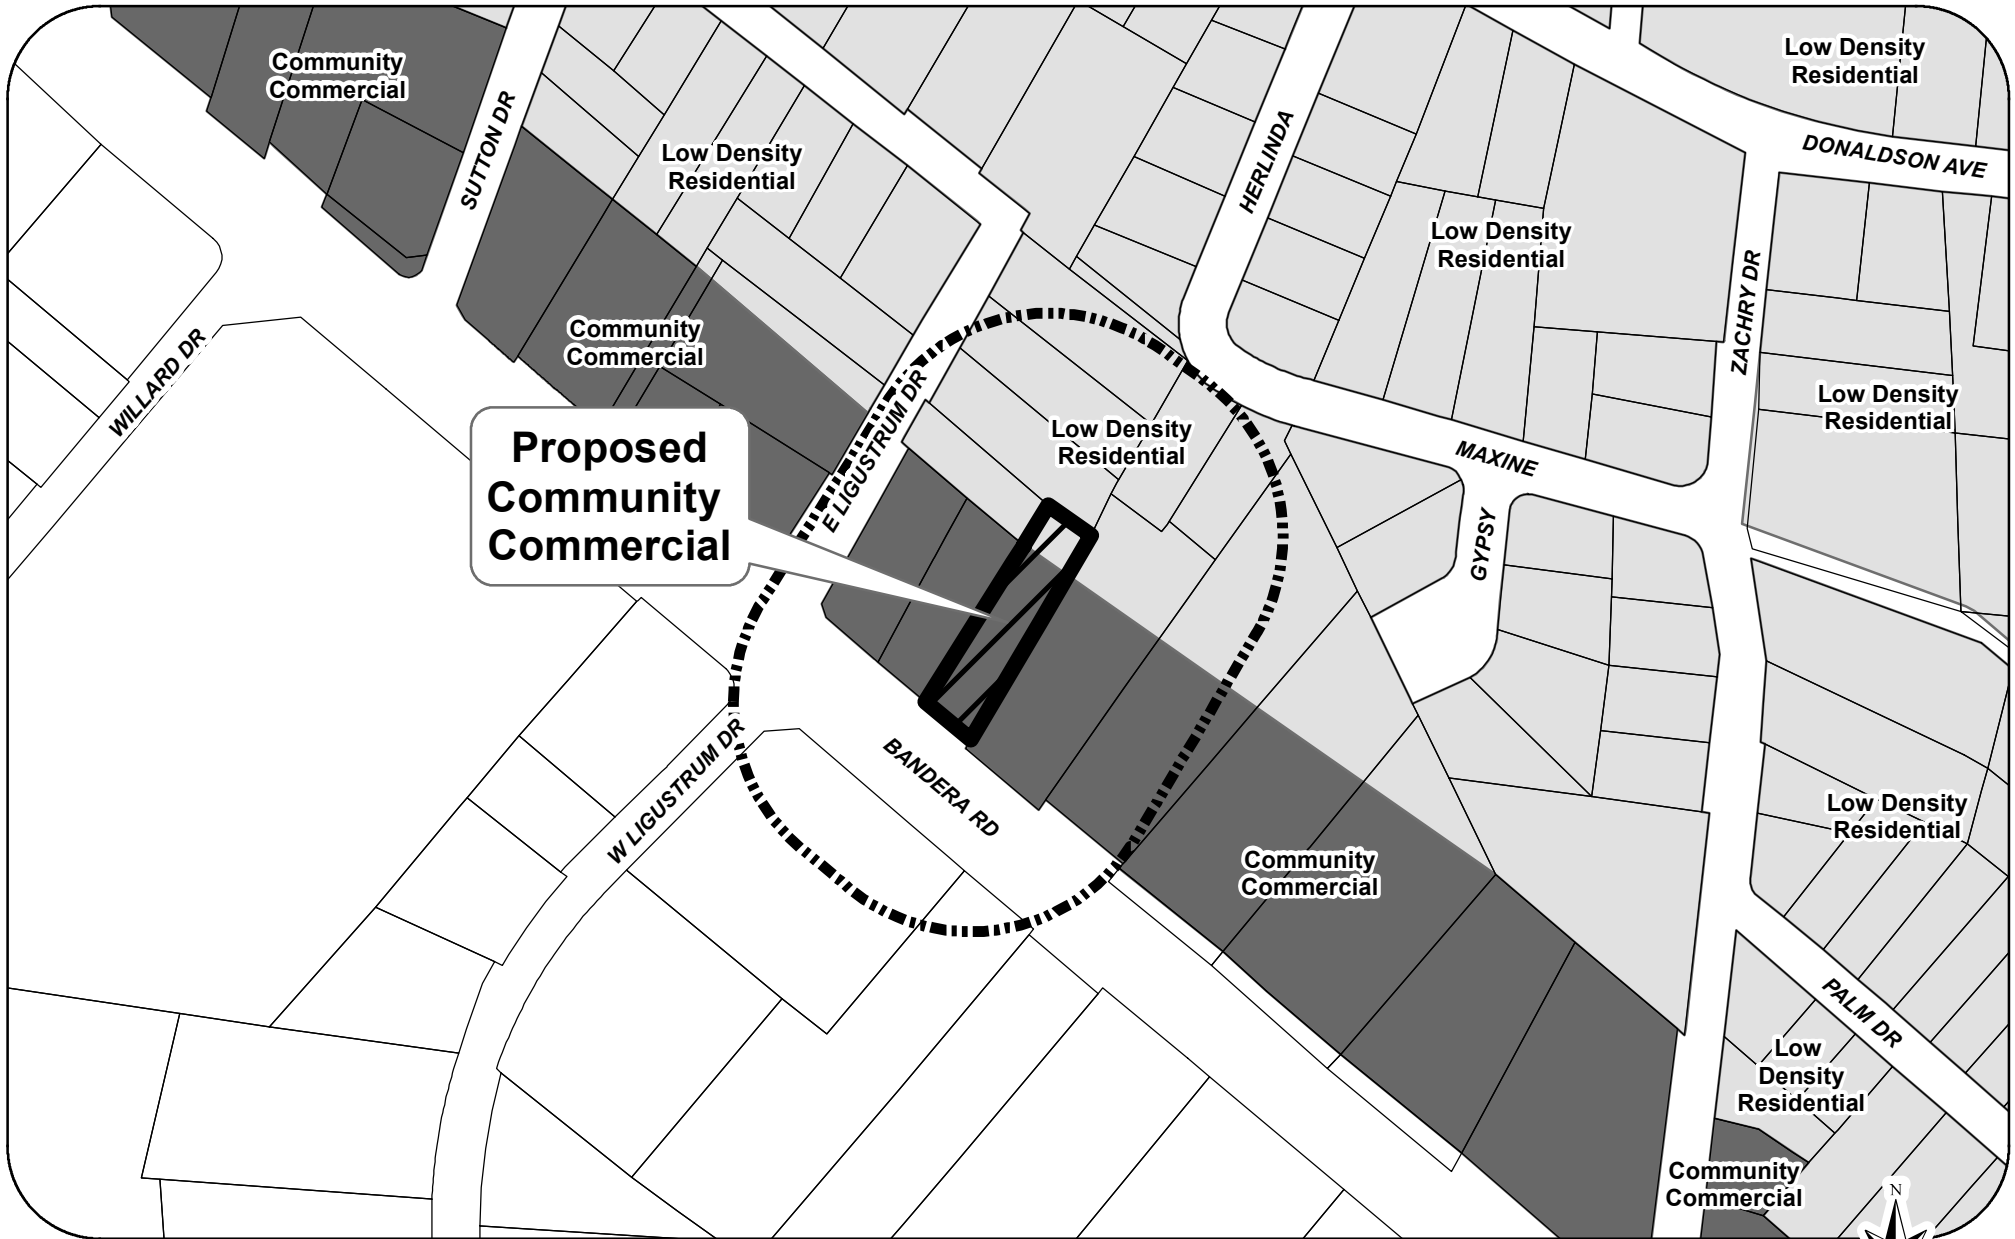 Low Density
Residential
Community
Commercial
SUTTON DR
HERLINDA
DONALDSON AVE
Low Density
Residential
Low Density
Residential
ZACHRY DR
Community
Commercial
WILLARD DR
E LIGUSTRUM DR
Low Density
Residential
Low Density
Residential
Proposed
Community
Commercial
MAXINE
GYPSY
W LIGUSTRUM DR
BANDERA RD
Low Density
Residential
Community
Commercial
PALM DR
Low
Density
Residential
Community
Commercial
N